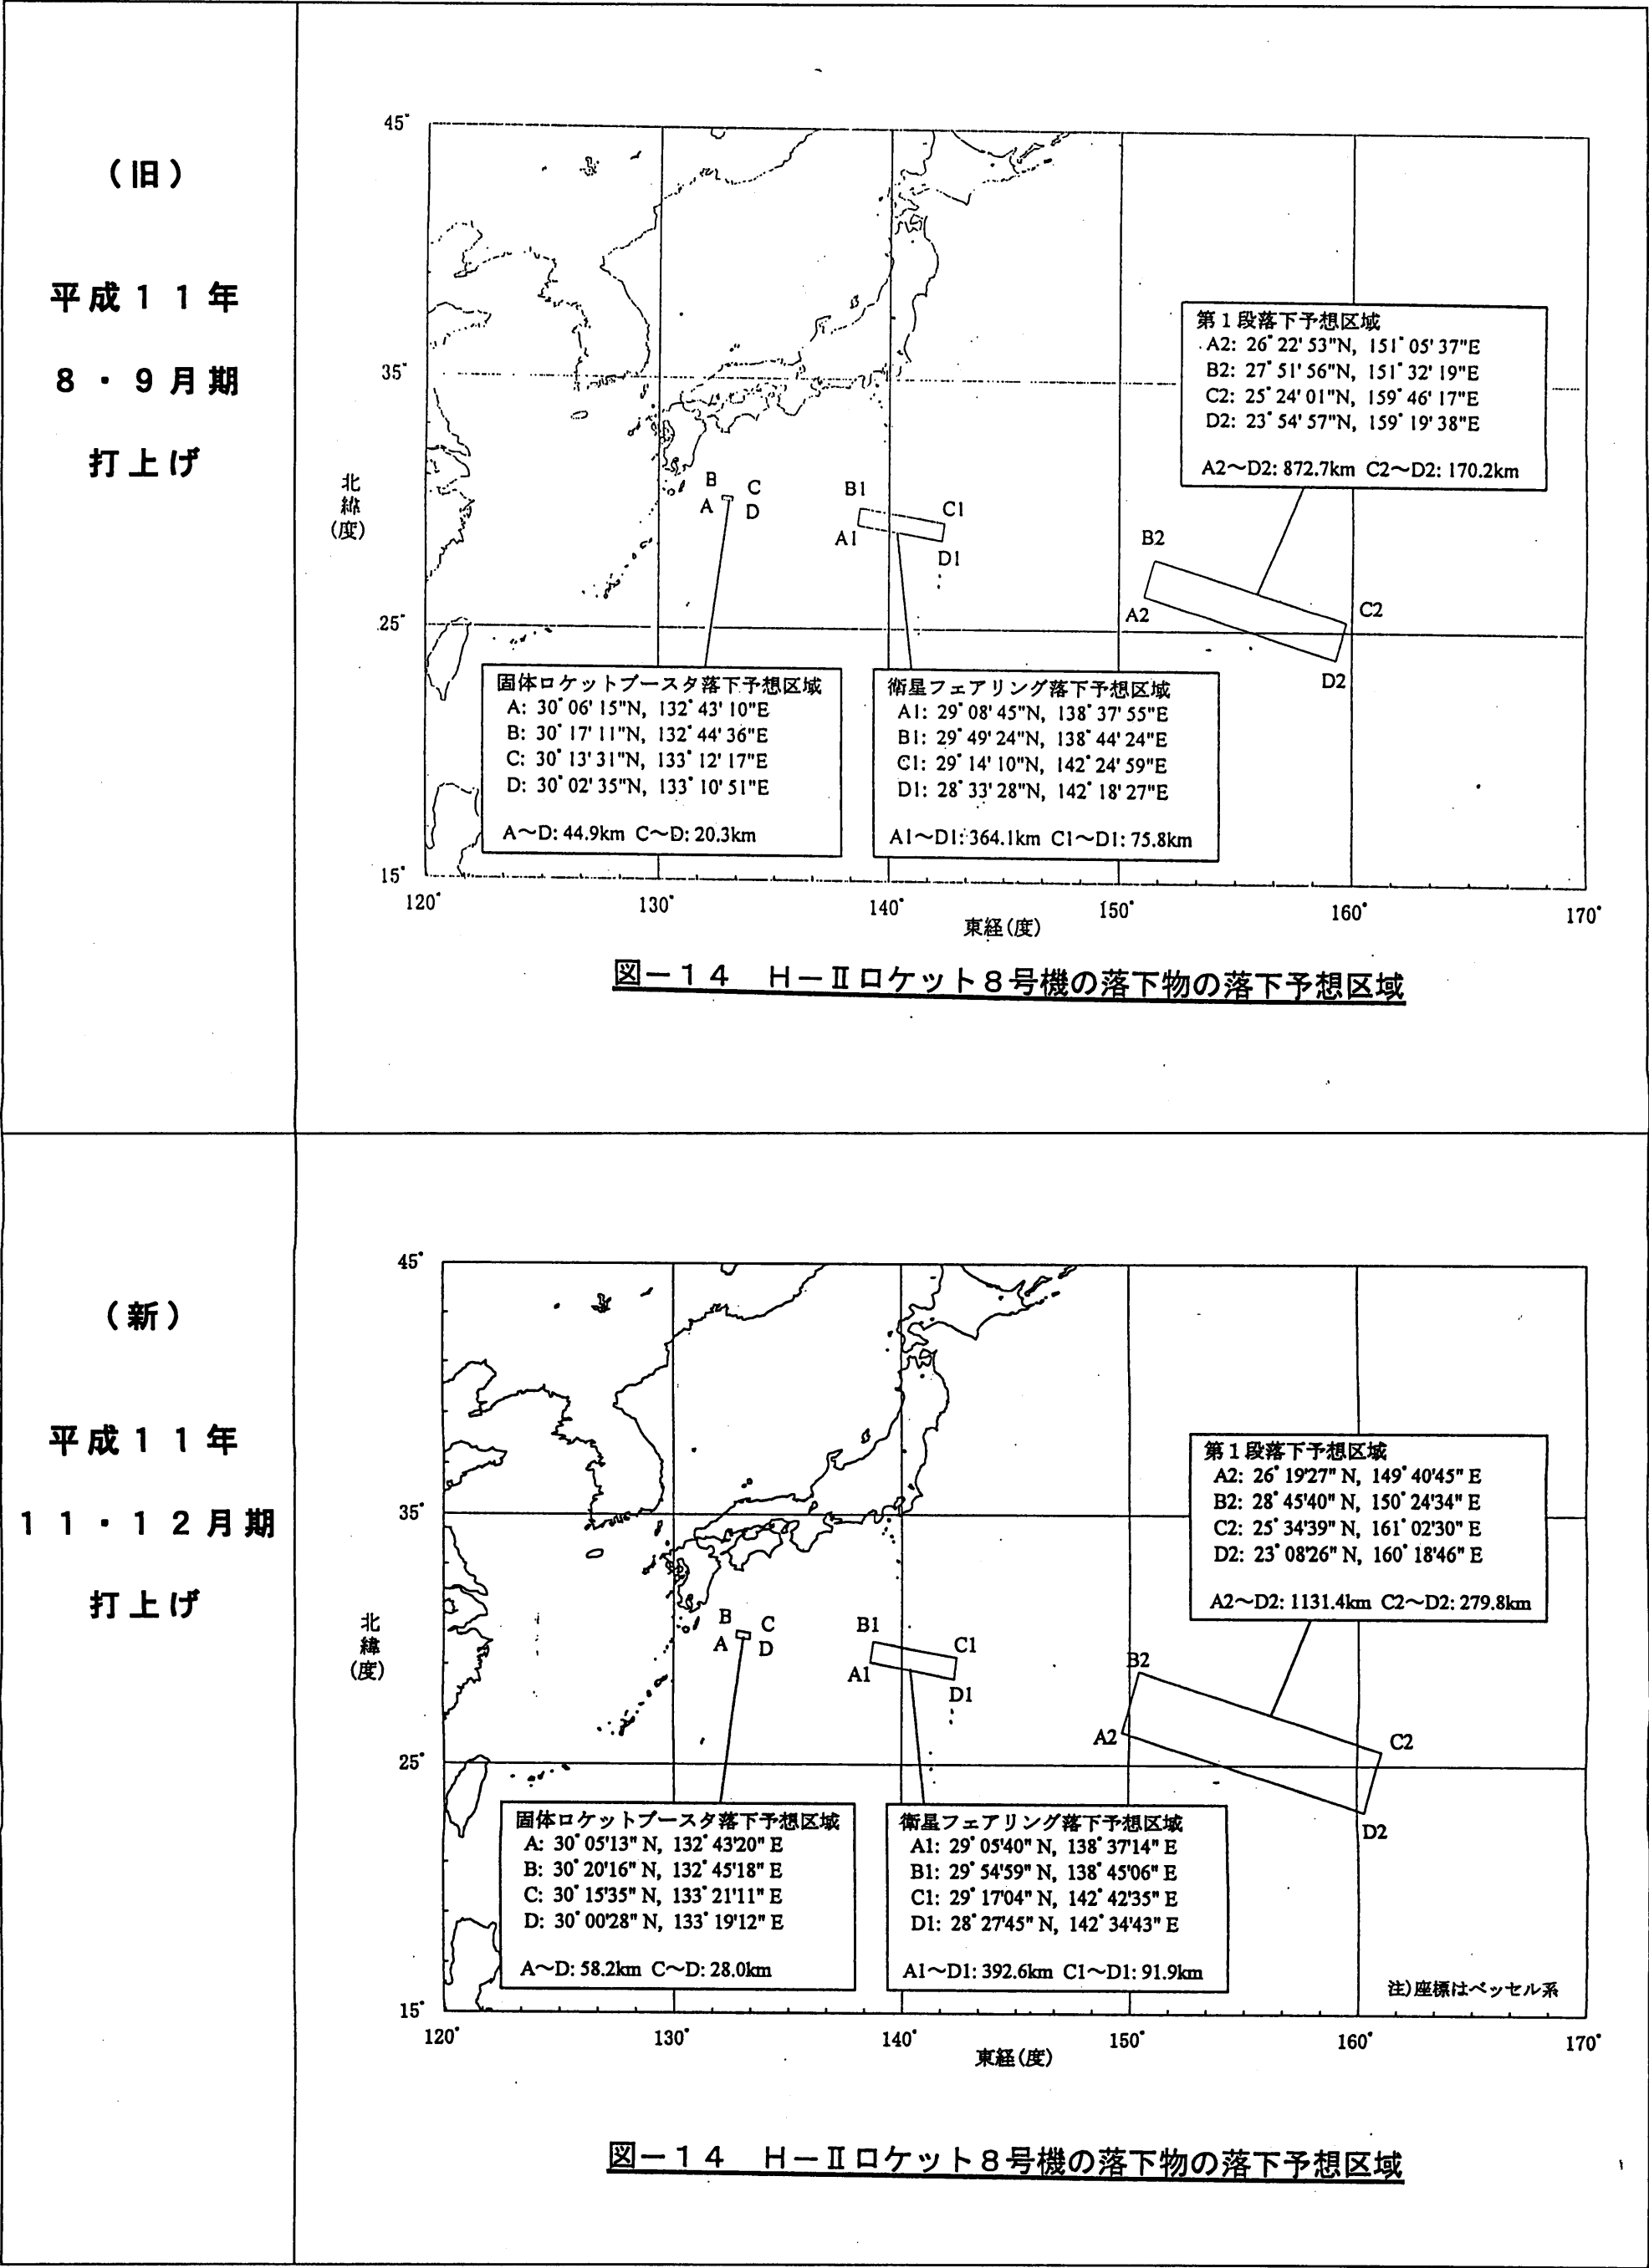 (旧)
平成11年
8・9月期
打上げ
45°
35°
25°
15°
北
緯
(度)
120°
130°
140°
150°
160°
170°
東経(度)
B
C
A
D
B1
C1
A1
D1
B2
A2
C2
D2
第1段落下予想区域
A2: 26°22'53"N, 151°05'37"E
B2: 27°51'56"N, 151°32'19"E
C2: 25°24'01"N, 159°46'17"E
D2: 23°54'57"N, 159°19'38"E
A2〜D2: 872.7km C2〜D2: 170.2km
固体ロケットブースタ落下予想区域
A: 30°06'15"N, 132°43'10"E
B: 30°17'11"N, 132°44'36"E
C: 30°13'31"N, 133°12'17"E
D: 30°02'35"N, 133°10'51"E
A〜D: 44.9km C〜D: 20.3km
衛星フェアリング落下予想区域
A1: 29°08'45"N, 138°37'55"E
B1: 29°49'24"N, 138°44'24"E
C1: 29°14'10"N, 142°24'59"E
D1: 28°33'28"N, 142°18'27"E
A1〜D1: 364.1km C1〜D1: 75.8km
図-14 H-Ⅱロケット8号機の落下物の落下予想区域
(新)
平成11年
11・12月期
打上げ
45°
35°
25°
15°
北
緯
(度)
120°
130°
140°
150°
160°
170°
東経(度)
B
C
A
D
B1
C1
A1
D1
B2
A2
C2
D2
第1段落下予想区域
A2: 26°19'27" N, 149°40'45" E
B2: 28°45'40" N, 150°24'34" E
C2: 25°34'39" N, 161°02'30" E
D2: 23°08'26" N, 160°18'46" E
A2〜D2: 1131.4km C2〜D2: 279.8km
固体ロケットブースタ落下予想区域
A: 30°05'13" N, 132°43'20" E
B: 30°20'16" N, 132°45'18" E
C: 30°15'35" N, 133°21'11" E
D: 30°00'28" N, 133°19'12" E
A〜D: 58.2km C〜D: 28.0km
衛星フェアリング落下予想区域
A1: 29°05'40" N, 138°37'14" E
B1: 29°54'59" N, 138°45'06" E
C1: 29°17'04" N, 142°42'35" E
D1: 28°27'45" N, 142°34'43" E
A1〜D1: 392.6km C1〜D1: 91.9km
注)座標はベッセル系
図-14 H-Ⅱロケット8号機の落下物の落下予想区域